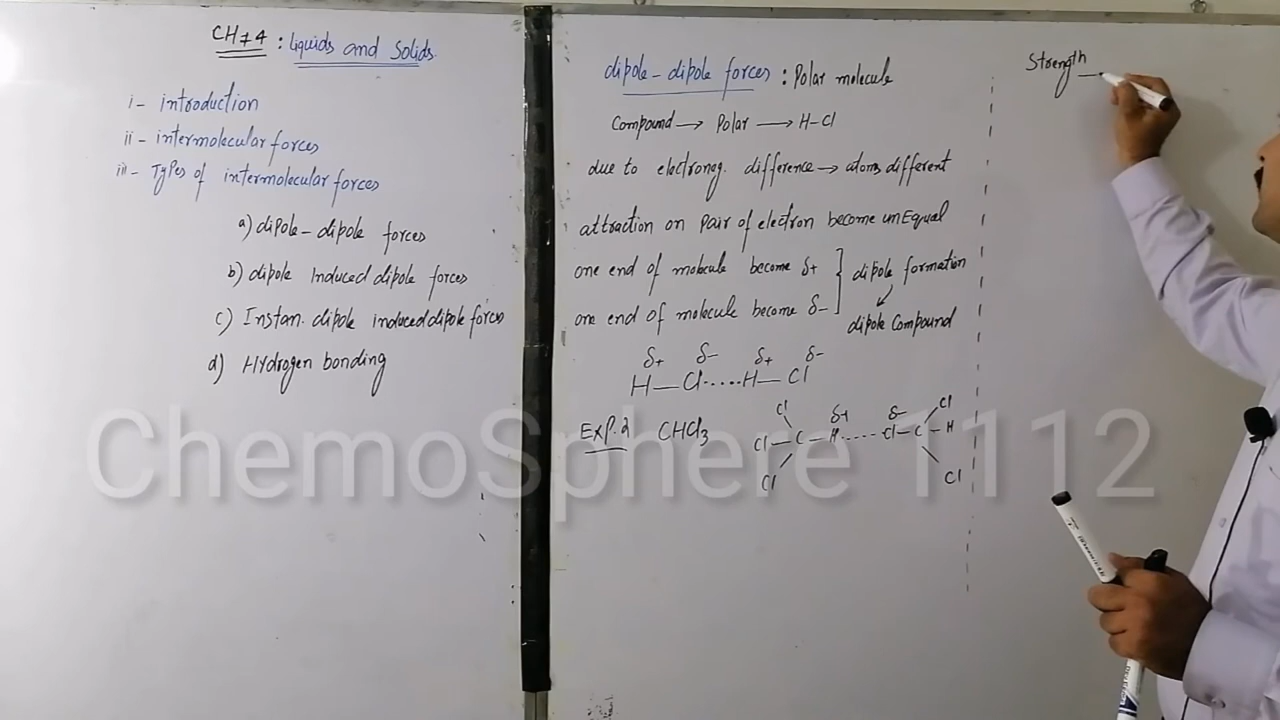 CH#4 : Liquids and Solids.
i- introduction
ii- intermolecular forces
iii- Types of intermolecular forces
a) dipole-dipole forces
b) dipole Induced dipole forces
c) Instan. dipole induced dipole forces
d) Hydrogen bonding
dipole-dipole forces : Polar molecule
Compound → Polar → H-Cl
due to electroneg. difference → atoms different
attraction on Pair of electron become unEqual
one end of molecule become δ+
one end of molecule become δ-
dipole formation
dipole Compound
δ+ δ- δ+ δ-
H—Cl.....H—Cl
Exp.2 CHCl3
Cl δ+ δ- Cl
Cl—C—H.....Cl—C—H
Cl Cl
Strength
ChemoSphere 1112